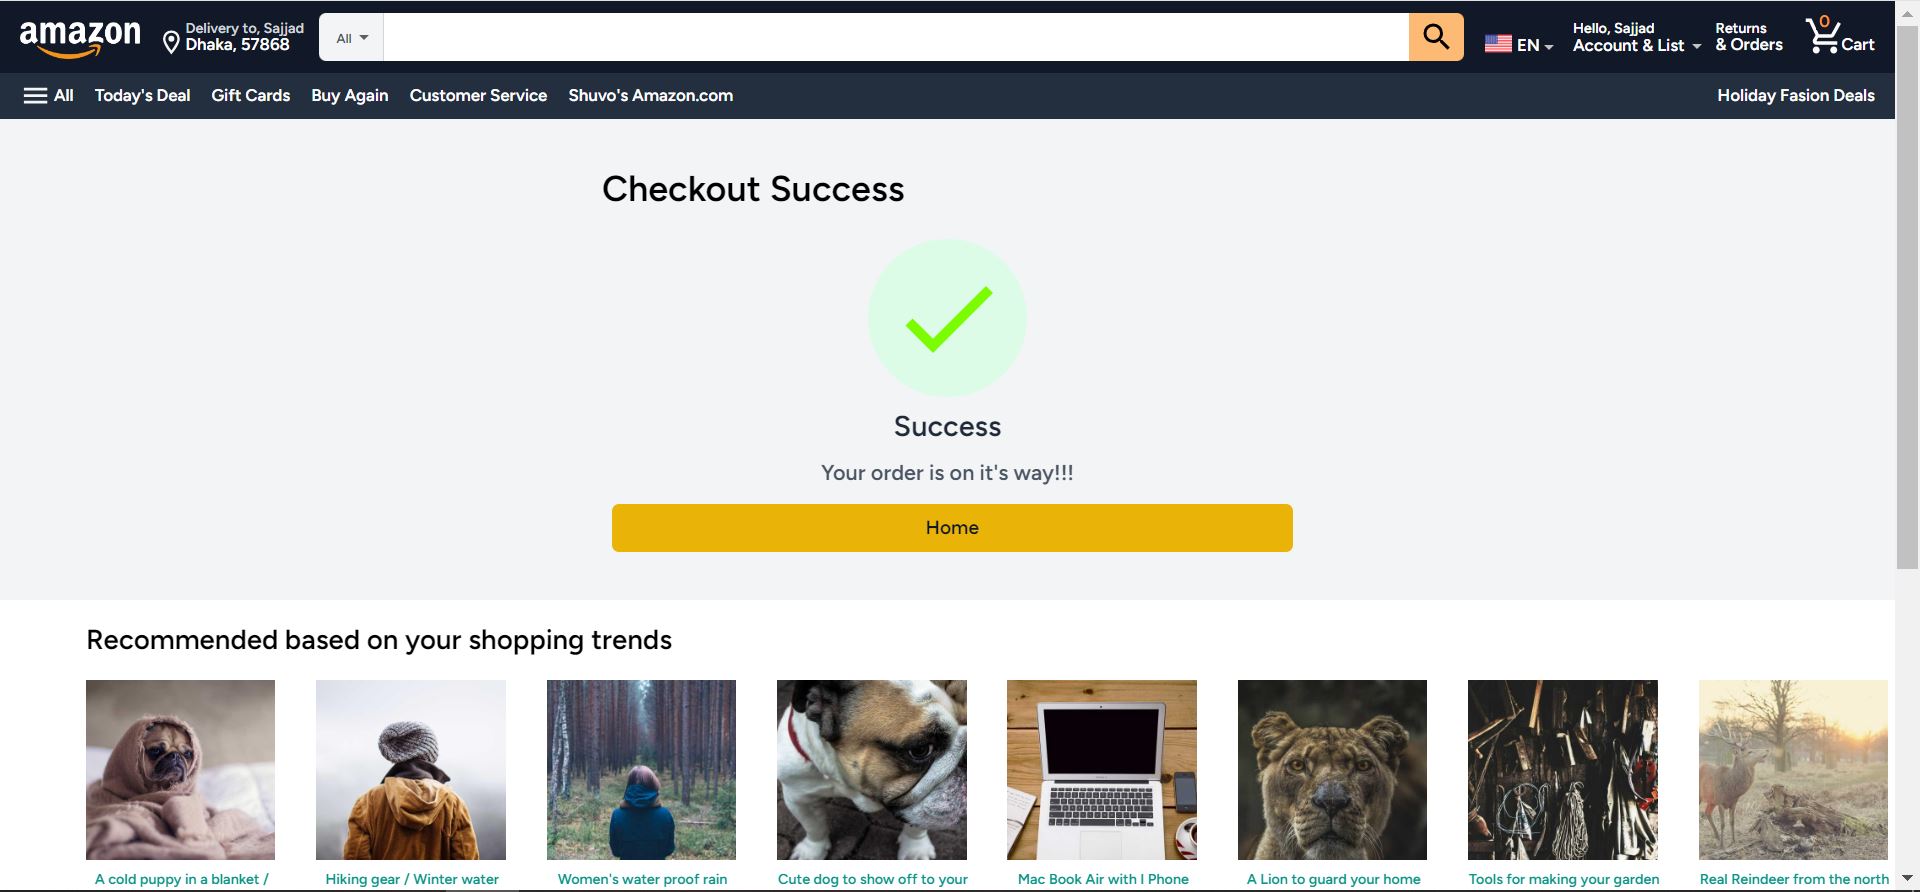 amazon
Delivery to, Sajjad
Dhaka, 57868
All
EN
Hello, Sajjad
Account & List
Returns
& Orders
0
Cart
All
Today's Deal
Gift Cards
Buy Again
Customer Service
Shuvo's Amazon.com
Holiday Fasion Deals
Checkout Success
Success
Your order is on it's way!!!
Home
Recommended based on your shopping trends
A cold puppy in a blanket /
Hiking gear / Winter water
Women's water proof rain
Cute dog to show off to your
Mac Book Air with I Phone
A Lion to guard your home
Tools for making your garden
Real Reindeer from the north